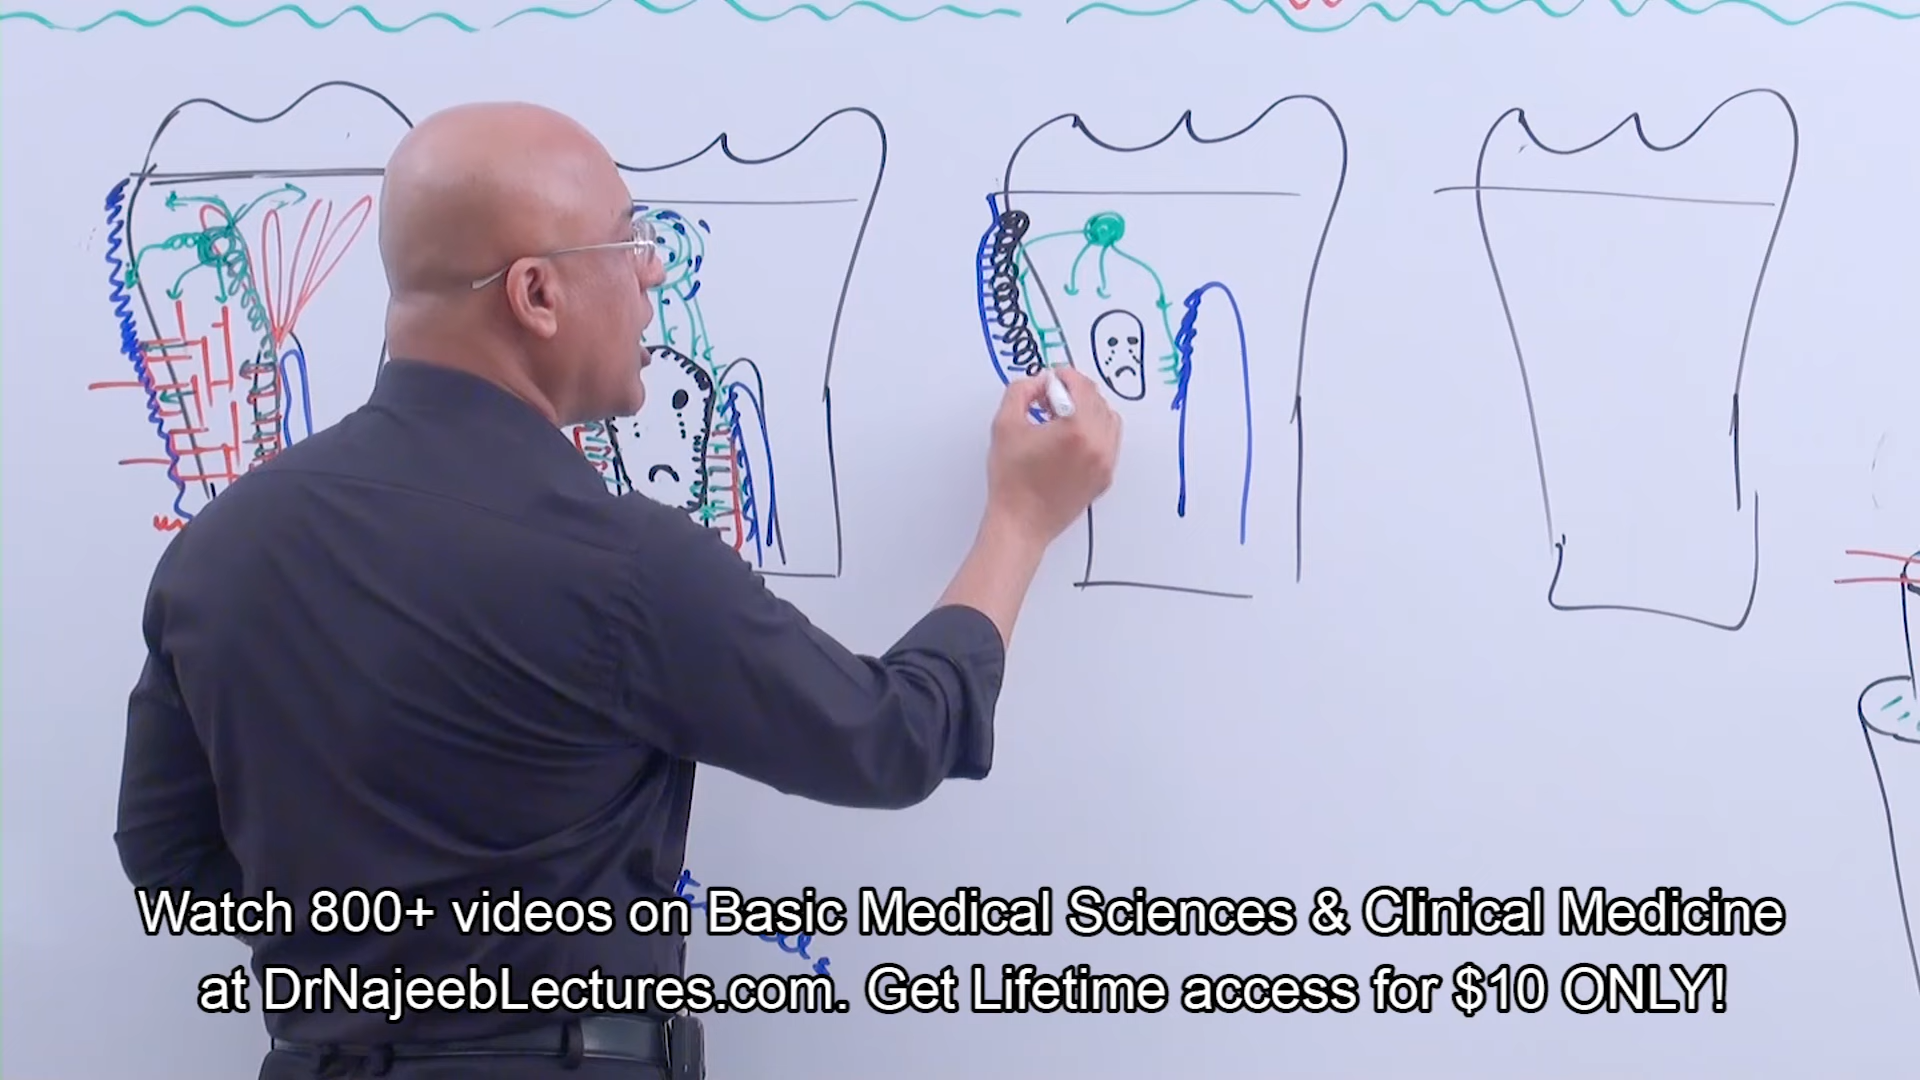 Watch 800+ videos on Basic Medical Sciences & Clinical Medicine
at DrNajeebLectures.com. Get Lifetime access for $10 ONLY!